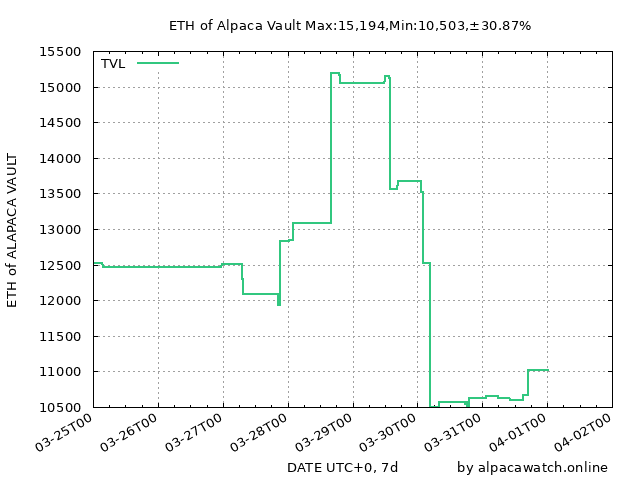 ETH of Alpaca Vault Max:15,194,Min:10,503,±30.87%
TVL
15500
15000
14500
14000
13500
13000
12500
12000
11500
11000
10500
ETH of ALAPACA VAULT
03-25T00
03-26T00
03-27T00
03-28T00
03-29T00
03-30T00
03-31T00
04-01T00
04-02T00
DATE UTC+0, 7d
by alpacawatch.online